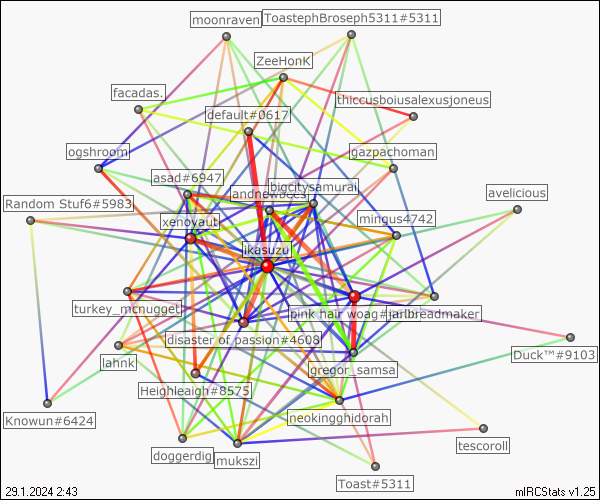 moonraven
ToastephBroseph5311#5311
ZeeHonK
facadas.
thiccusboiusalexusjoneus
default#0617
ogshroom
igazpachoman
asad#6947
bigcitysamurai
andnewbccs
avelicious
Random Stuf6#5983
mingus4742
xenoyaut
ikasuzu
turkey_mcnugget
pink hair woag#
jarlbreadmaker
disaster of passion#4608
lahnk
Duck™#9103
gregor_samsa
Heighleaigh#8575
Knowun#6424
neokingghidorah
tescoroll
doggerdig
mukszi
Toast#5311
29.1.2024 2:43
mIRCStats v1.25